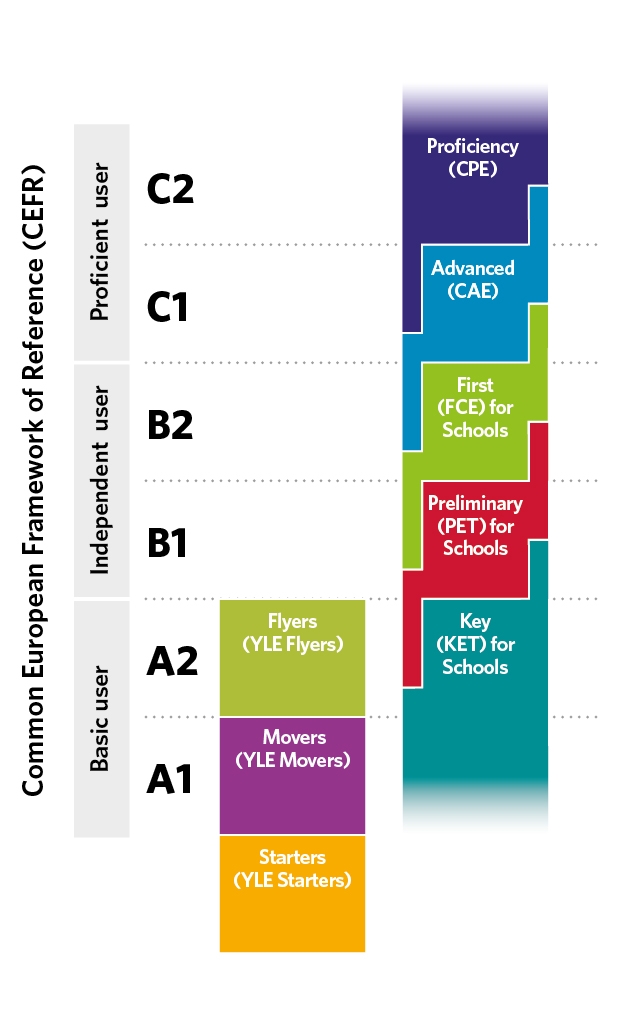 Common European Framework of Reference (CEFR)
Proficient user
Independent user
Basic user
C2
C1
B2
B1
A2
A1
Flyers
(YLE Flyers)
Movers
(YLE Movers)
Starters
(YLE Starters)
Proficiency
(CPE)
Advanced
(CAE)
First
(FCE) for
Schools
Preliminary
(PET) for
Schools
Key
(KET) for
Schools